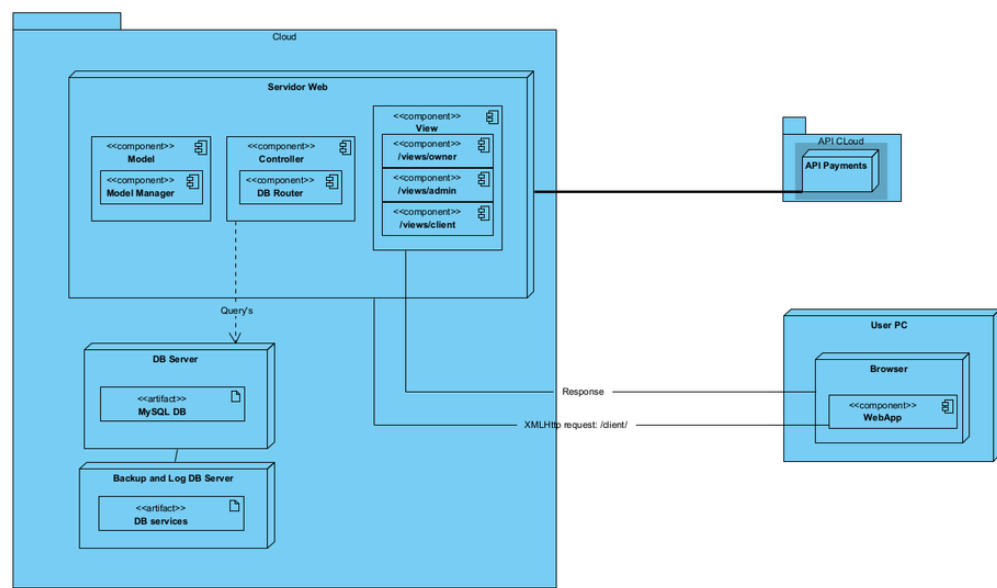 Cloud
Servidor Web
<<component>>
Model
<<component>>
Model Manager
<<component>>
Controller
<<component>>
DB Router
<<component>>
View
<<component>>
/views/owner
<<component>>
/views/admin
<<component>>
/views/client
API CLoud
API Payments
Query's
DB Server
<<artifact>>
MySQL DB
Backup and Log DB Server
<<artifact>>
DB services
User PC
Browser
<<component>>
WebApp
Response
XMLHttp request: /client/